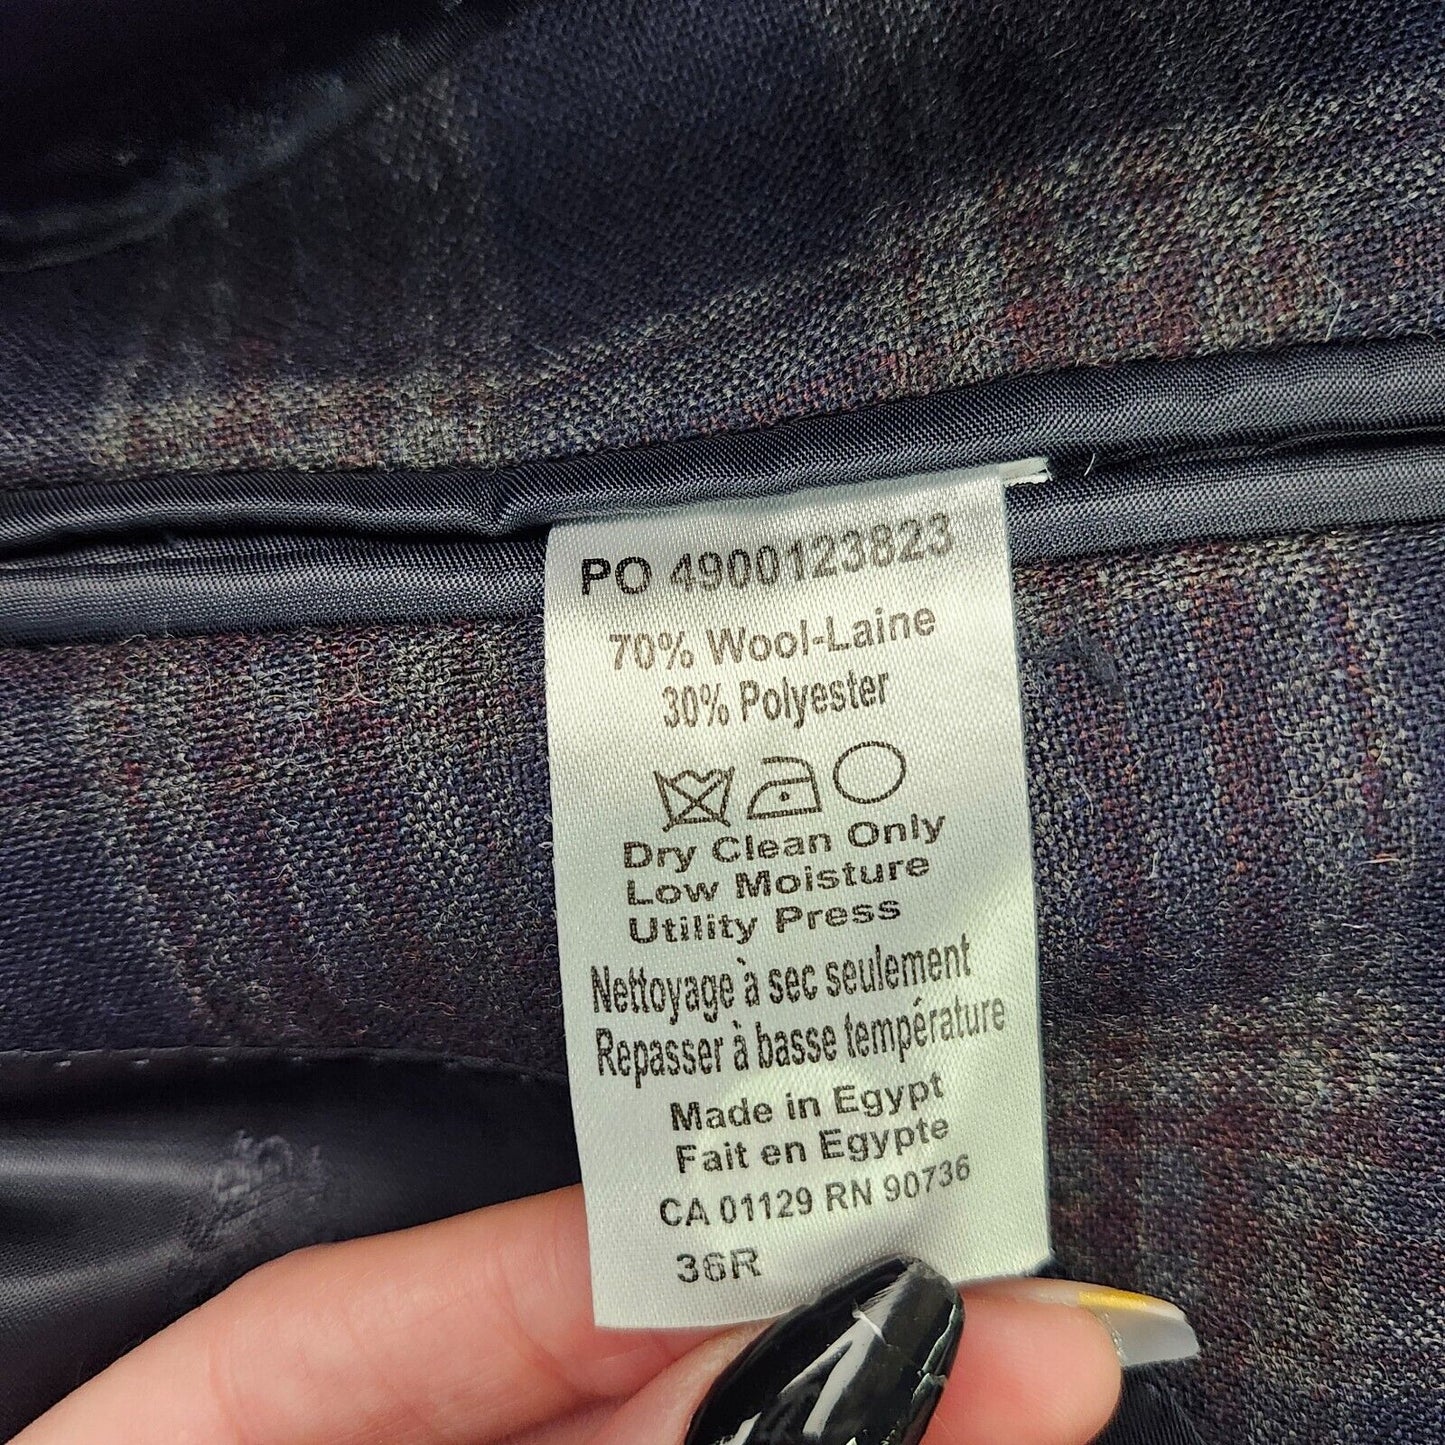 PO 4900123823
70% Wool-Laine
30% Polyester
Dry Clean Only
Low Moisture
Utility Press
Nettoyage à sec seulement
Repasser à basse température
Made in Egypt
Fait en Egypte
CA 01129 RN 90736
36R